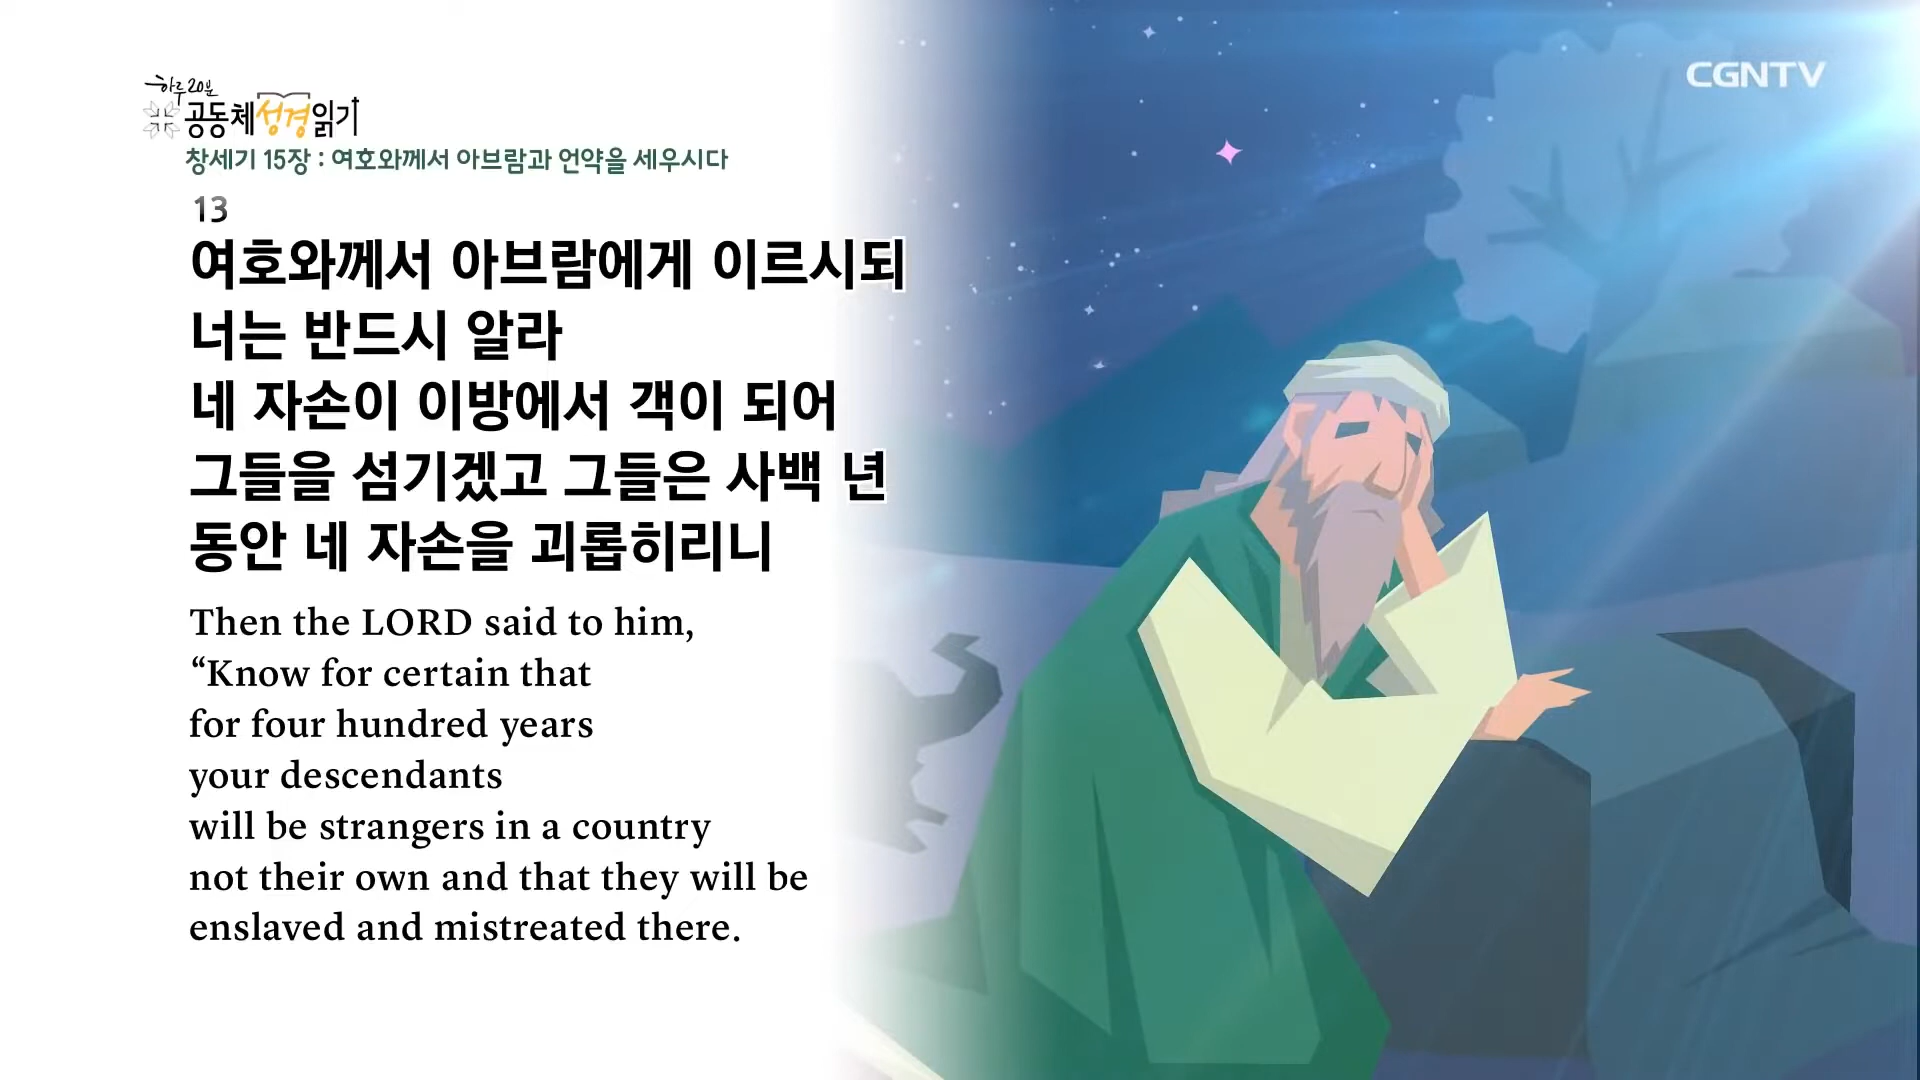 하루 20분
공동체성경읽기
CGNTV
창세기 15장 : 여호와께서 아브람과 언약을 세우시다
13
여호와께서 아브람에게 이르시되
너는 반드시 알라
네 자손이 이방에서 객이 되어
그들을 섬기겠고 그들은 사백 년
동안 네 자손을 괴롭히리니
Then the LORD said to him,
“Know for certain that
for four hundred years
your descendants
will be strangers in a country
not their own and that they will be
enslaved and mistreated there.